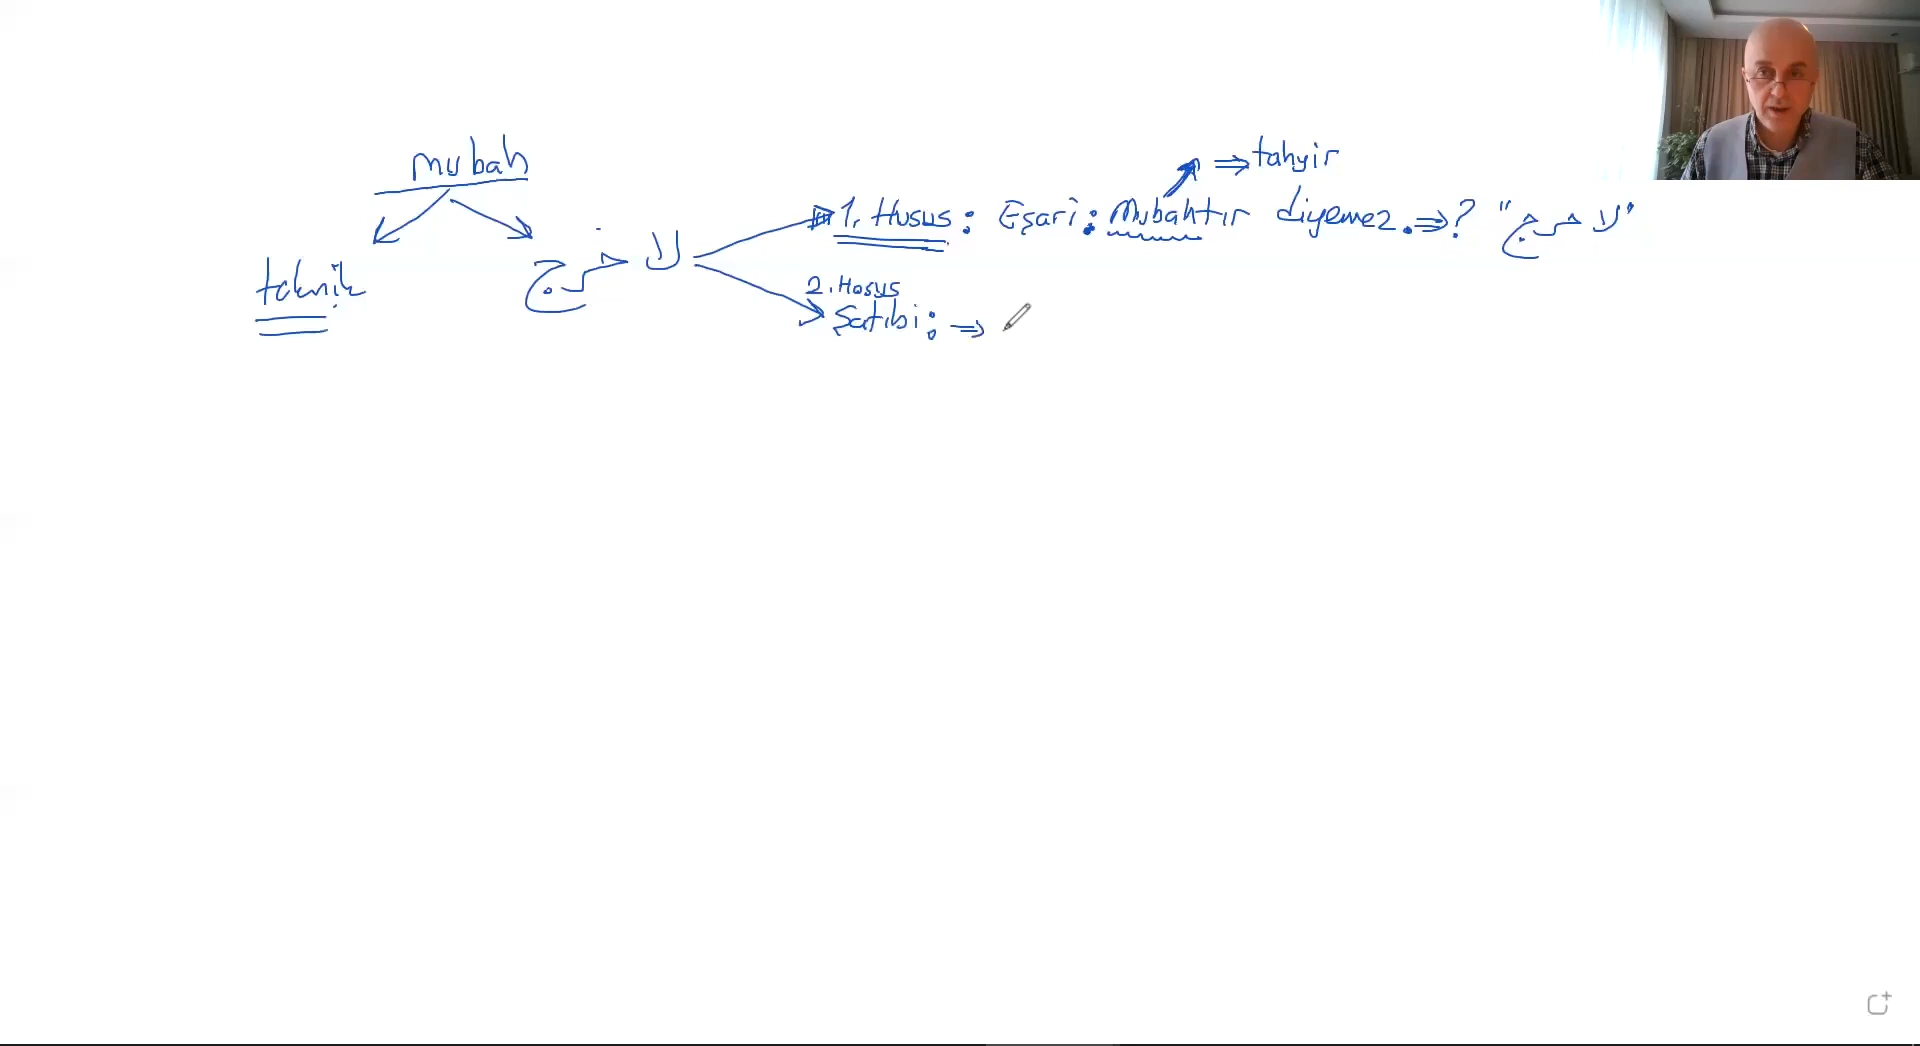 mubah
⇒ tahyir
1. Husus: Eşari: Mubahtır diyemez. ⇒? "لا حرج"
teknik
لا حرج
2. Husus
Şatıbi: ⇒